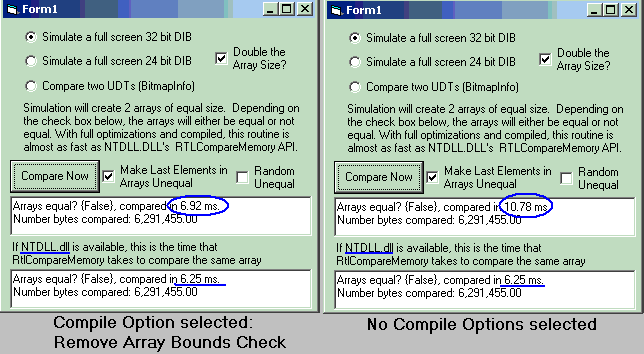 Form1
Simulate a full screen 32 bit DIB
Simulate a full screen 24 bit DIB
Double the
Array Size?
Compare two UDTs (BitmapInfo)
Simulation will create 2 arrays of equal size. Depending on
the check box below, the arrays will either be equal or not
equal. With full optimizations and compiled, this routine is
almost as fast as NTDLL.DLL's RTLCompareMemory API.
Compare Now
Make Last Elements in
Arrays Unequal
Random
Unequal
Arrays equal? {False}, compared in 6.92 ms.
Number bytes compared: 6,291,455.00
If NTDLL.dll is available, this is the time that
RtlCompareMemory takes to compare the same array
Arrays equal? {False}, compared in 6.25 ms.
Number bytes compared: 6,291,455.00
Compile Option selected:
Remove Array Bounds Check
Form1
Simulate a full screen 32 bit DIB
Simulate a full screen 24 bit DIB
Double the
Array Size?
Compare two UDTs (BitmapInfo)
Simulation will create 2 arrays of equal size. Depending on
the check box below, the arrays will either be equal or not
equal. With full optimizations and compiled, this routine is
almost as fast as NTDLL.DLL's RTLCompareMemory API.
Compare Now
Make Last Elements in
Arrays Unequal
Random
Unequal
Arrays equal? {False}, compared in 10.78 ms
Number bytes compared: 6,291,455.00
If NTDLL.dll is available, this is the time that
RtlCompareMemory takes to compare the same array
Arrays equal? {False}, compared in 6.25 ms.
Number bytes compared: 6,291,455.00
No Compile Options selected